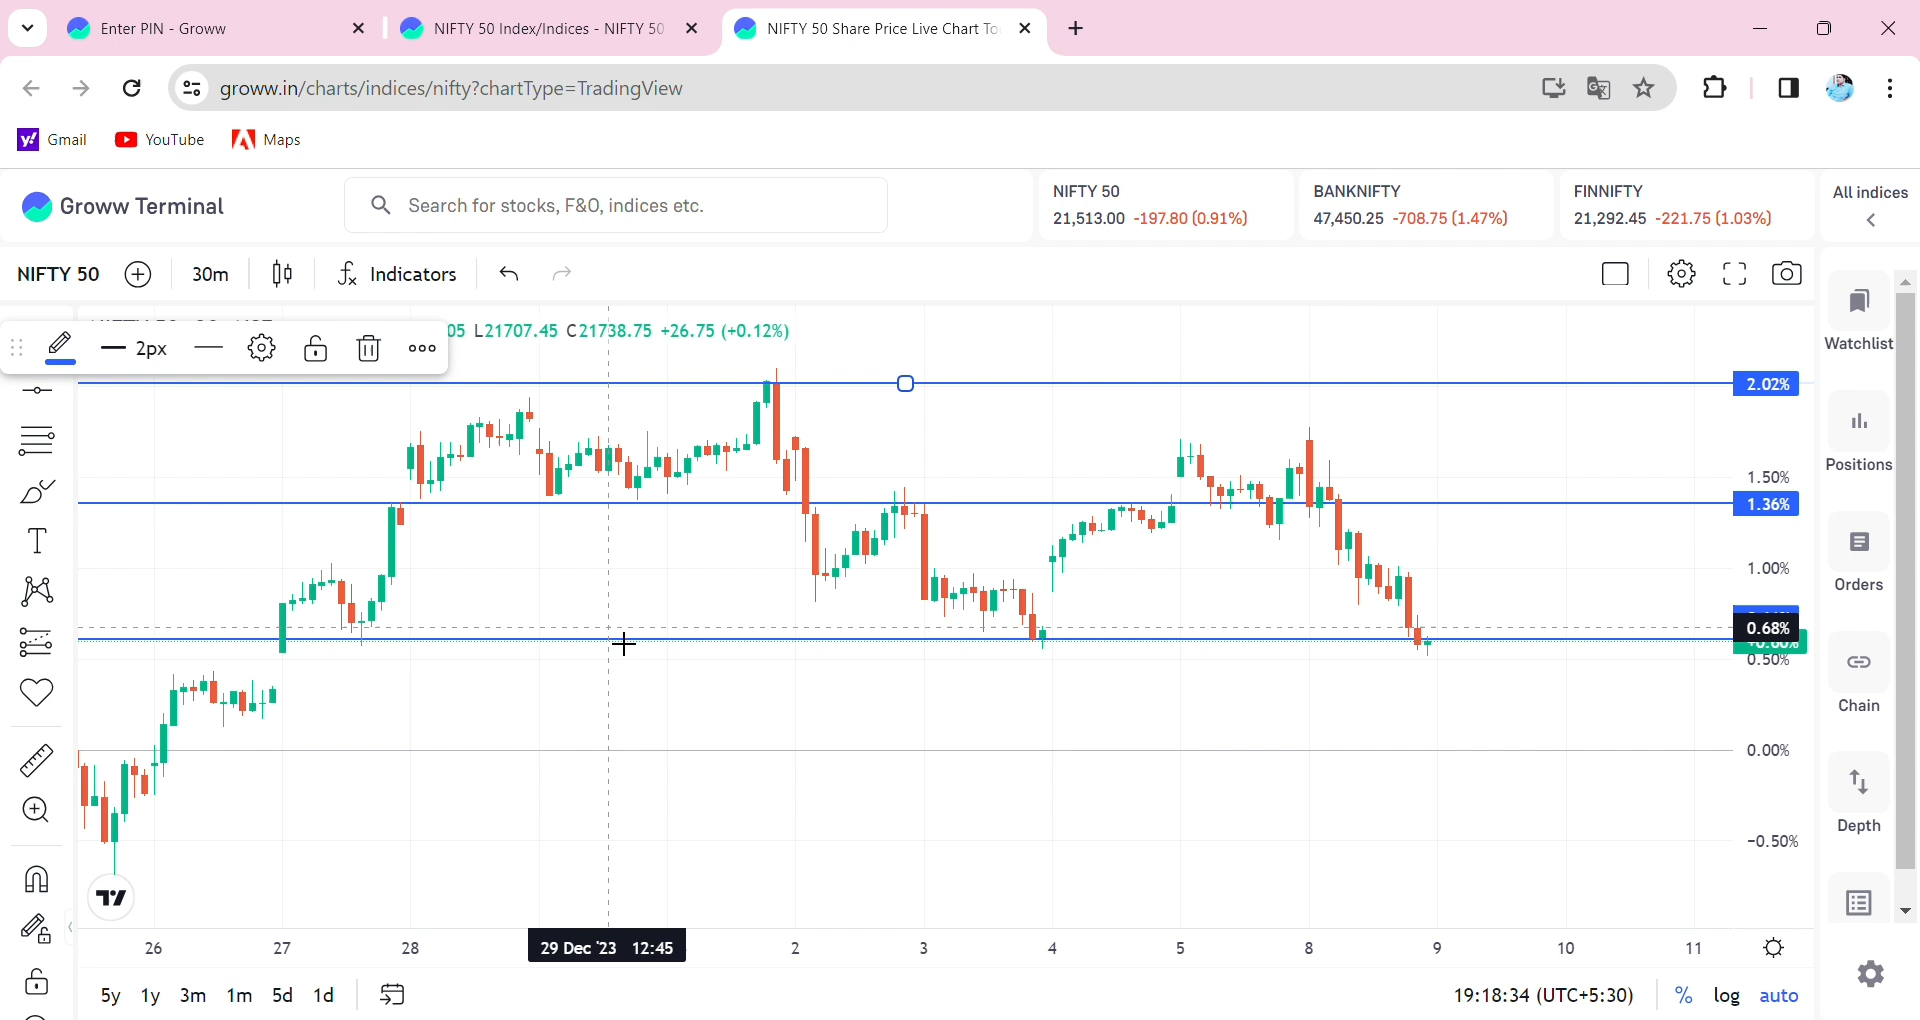 Enter PIN - Groww
NIFTY 50 Index/Indices - NIFTY 50
NIFTY 50 Share Price Live Chart To
groww.in/charts/indices/nifty?chartType=TradingView
Gmail
YouTube
Maps
Groww Terminal
Search for stocks, F&O, indices etc.
NIFTY 50
21,513.00 -197.80 (0.91%)
BANKNIFTY
47,450.25 -708.75 (1.47%)
FINNIFTY
21,292.45 -221.75 (1.03%)
All indices
NIFTY 50
30m
Indicators
05 L21707.45 C21738.75 +26.75 (+0.12%)
2px
2.02%
1.50%
1.36%
1.00%
0.68%
0.50%
0.00%
-0.50%
Watchlist
Positions
Orders
Chain
Depth
26 27 28 29 Dec '23 12:45 2 3 4 5 8 9 10 11
5y 1y 3m 1m 5d 1d
19:18:34 (UTC+5:30)
% log auto